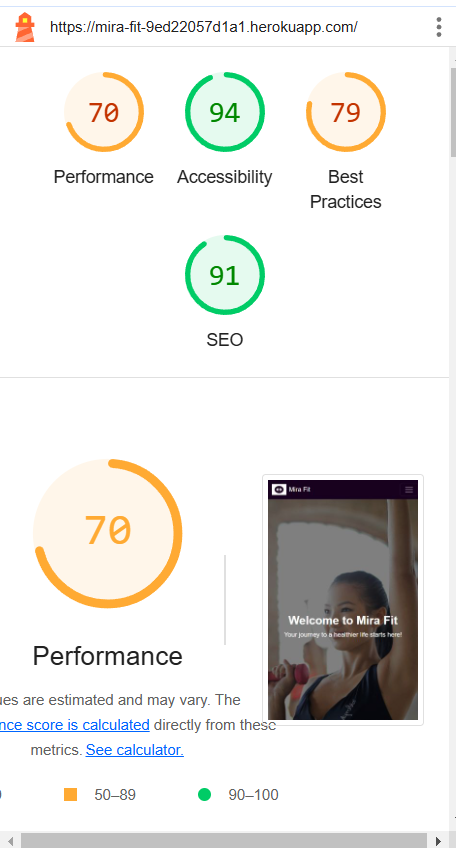 https://mira-fit-9ed22057d1a1.herokuapp.com/
70
94
79
Performance
Accessibility
Best
Practices
91
SEO
70
Mira Fit
Welcome to Mira Fit
Your journey to a healthier life starts here!
Performance
ues are estimated and may vary. The
nce score is calculated directly from these
metrics. See calculator.
50–89
90–100